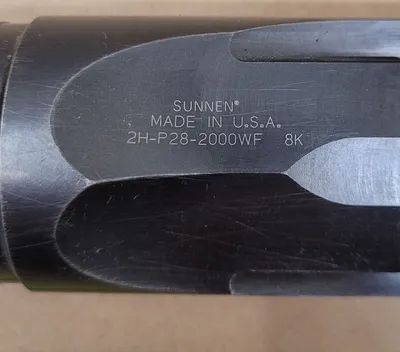 SUNNEN®
MADE IN U.S.A.
2H-P28-2000WF 8K